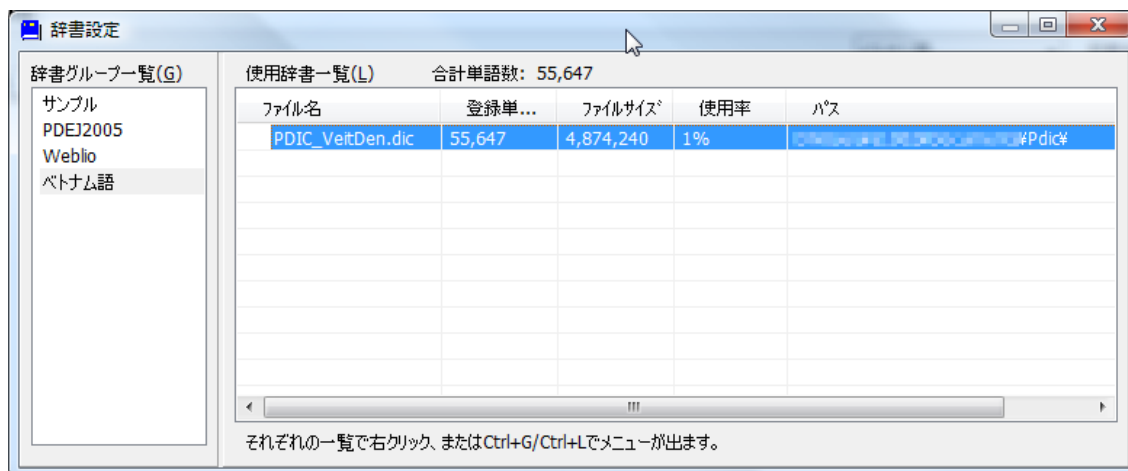 辞書設定
辞書グループ一覧(G)
サンプル
PDEJ2005
Weblio
ベトナム語
使用辞書一覧(L) 合計単語数: 55,647
ファイル名 登録単... ファイルサイズ 使用率 パス
PDIC_VeitDen.dic 55,647 4,874,240 1% ¥Pdic¥
それぞれの一覧で右クリック、またはCtrl+G/Ctrl+Lでメニューが出ます。